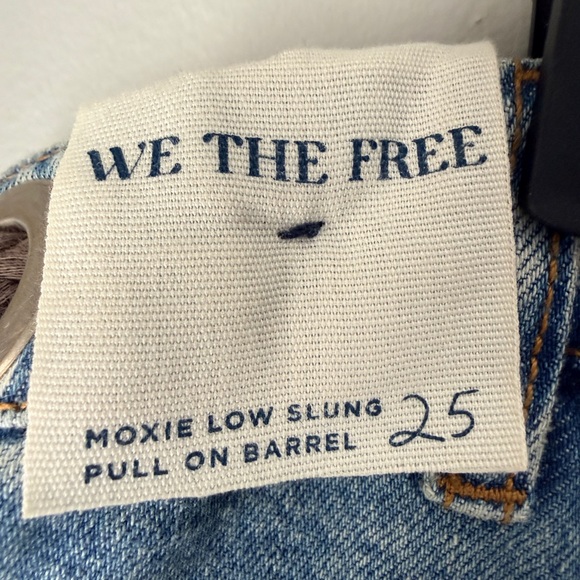 WE THE FREE
MOXIE LOW SLUNG
PULL ON BARREL 25